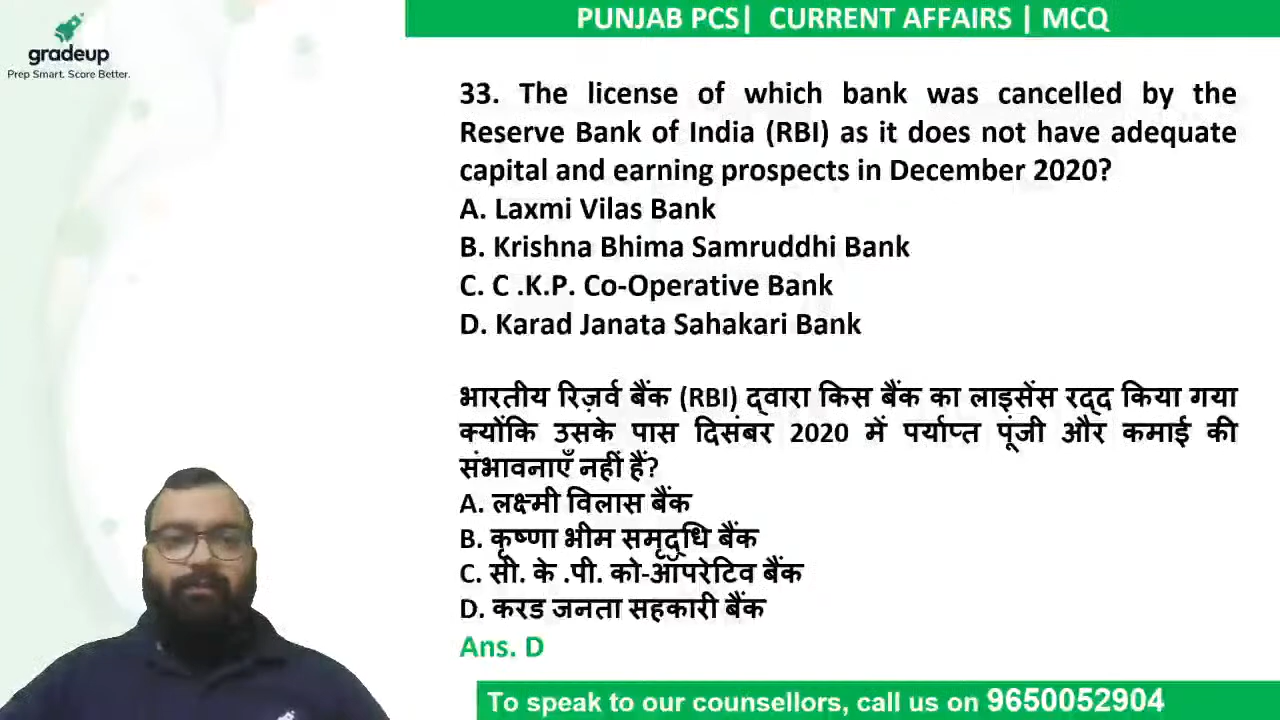 gradeup
Prep Smart. Score Better.
PUNJAB PCS| CURRENT AFFAIRS | MCQ
33. The license of which bank was cancelled by the
Reserve Bank of India (RBI) as it does not have adequate
capital and earning prospects in December 2020?
A. Laxmi Vilas Bank
B. Krishna Bhima Samruddhi Bank
C. C .K.P. Co-Operative Bank
D. Karad Janata Sahakari Bank
भारतीय रिज़र्व बैंक (RBI) द्वारा किस बैंक का लाइसेंस रद्द किया गया
क्योंकि उसके पास दिसंबर 2020 में पर्याप्त पूंजी और कमाई की
संभावनाएँ नहीं हैं?
A. लक्ष्मी विलास बैंक
B. कृष्णा भीम समृद्धि बैंक
C. सी. के .पी. को-ऑपरेटिव बैंक
D. करड जनता सहकारी बैंक
Ans. D
To speak to our counsellors, call us on 9650052904